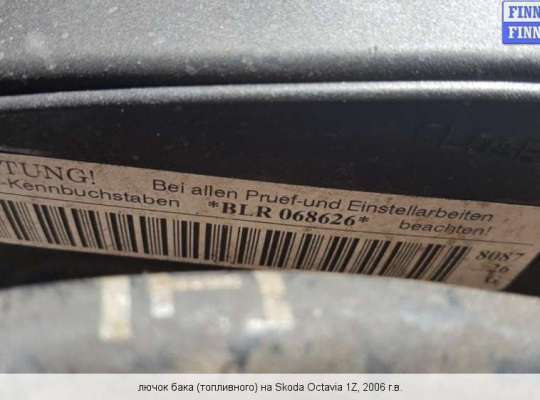 FINN
FINN
TUNG! Bei allen Pruef-und Einstellarbeiten
-Kennbuchstaben *BLR 068626* beachten!
8087
26
лючок бака (топливного) на Skoda Octavia 1Z, 2006 г.в.